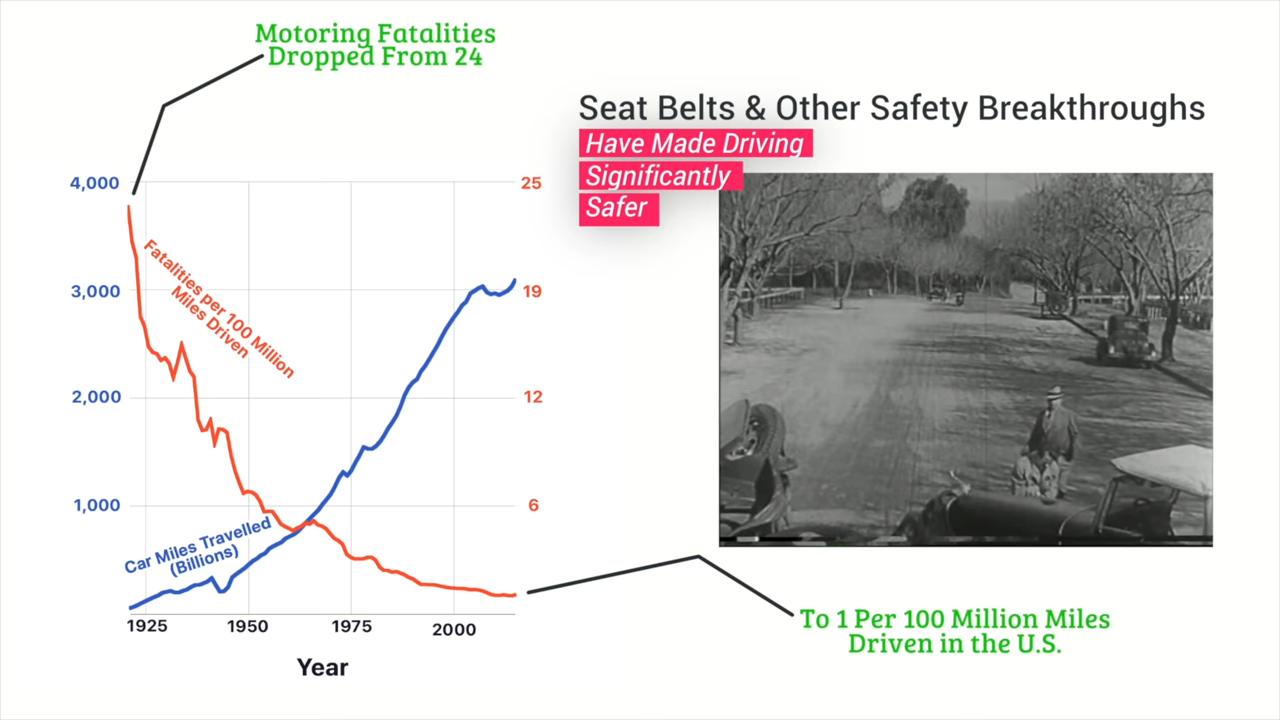 Motoring Fatalities
Dropped From 24
Seat Belts & Other Safety Breakthroughs
Have Made Driving
Significantly
Safer
4,000
3,000
2,000
1,000
25
19
12
6
Fatalities per 100 Million
Miles Driven
Car Miles Travelled
(Billions)
1925
1950
1975
2000
Year
To 1 Per 100 Million Miles
Driven in the U.S.